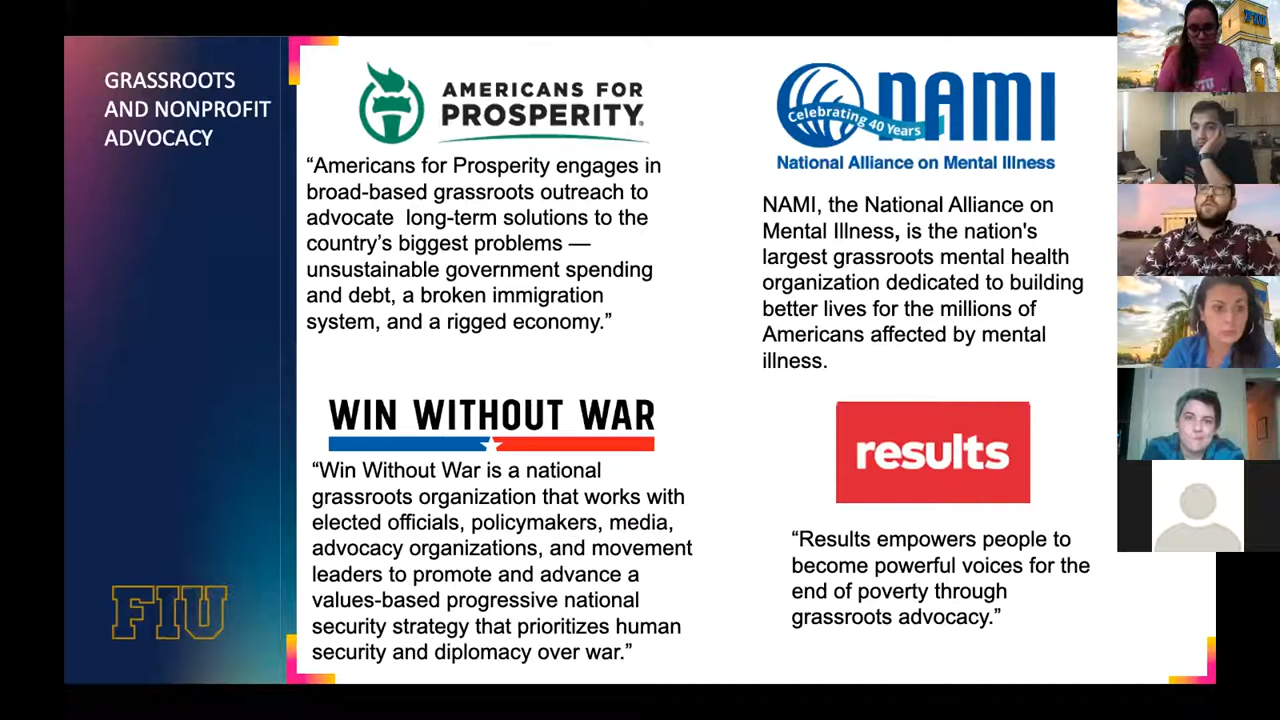 GRASSROOTS
AND NONPROFIT
ADVOCACY
AMERICANS FOR
PROSPERITY®
“Americans for Prosperity engages in
broad-based grassroots outreach to
advocate long-term solutions to the
country’s biggest problems —
unsustainable government spending
and debt, a broken immigration
system, and a rigged economy.”
NAMI
Celebrating 40 Years
National Alliance on Mental Illness
NAMI, the National Alliance on
Mental Illness, is the nation's
largest grassroots mental health
organization dedicated to building
better lives for the millions of
Americans affected by mental
illness.
WIN WITHOUT WAR
“Win Without War is a national
grassroots organization that works with
elected officials, policymakers, media,
advocacy organizations, and movement
leaders to promote and advance a
values-based progressive national
security strategy that prioritizes human
security and diplomacy over war.”
results
“Results empowers people to
become powerful voices for the
end of poverty through
grassroots advocacy.”
FIU
FIU